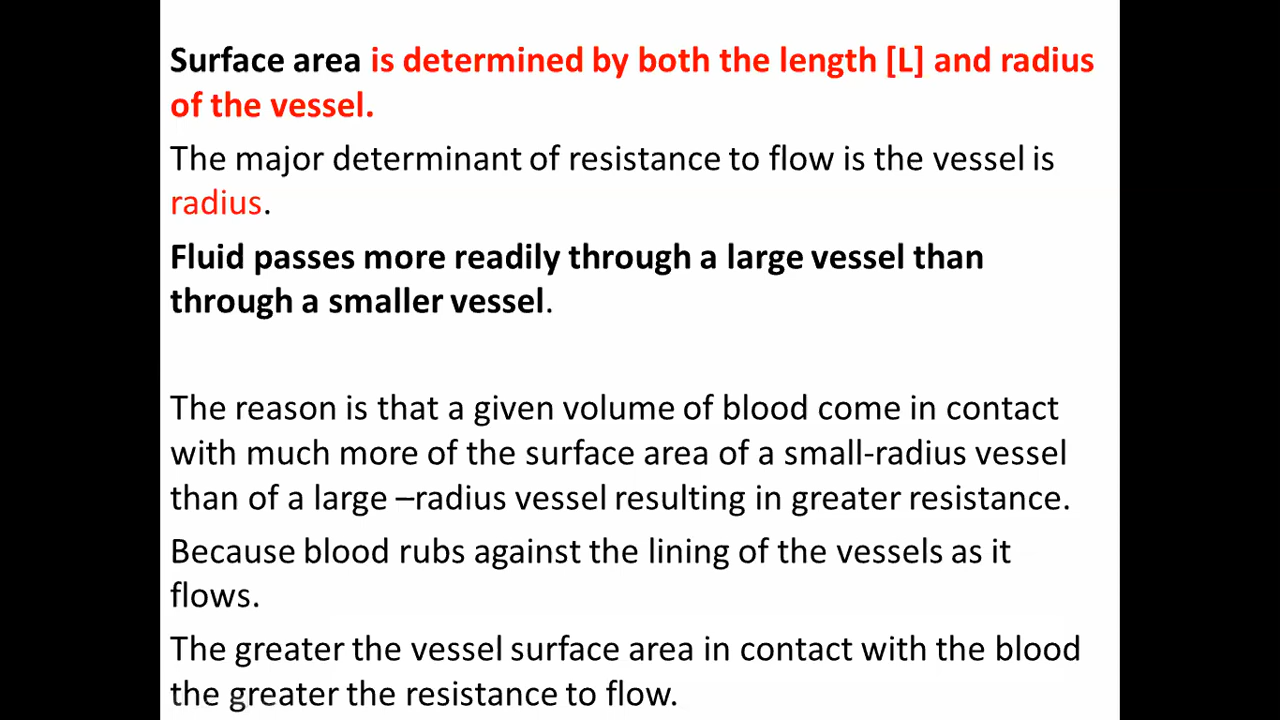 Surface area is determined by both the length [L] and radius
of the vessel.
The major determinant of resistance to flow is the vessel is
radius.
Fluid passes more readily through a large vessel than
through a smaller vessel.
The reason is that a given volume of blood come in contact
with much more of the surface area of a small-radius vessel
than of a large –radius vessel resulting in greater resistance.
Because blood rubs against the lining of the vessels as it
flows.
The greater the vessel surface area in contact with the blood
the greater the resistance to flow.